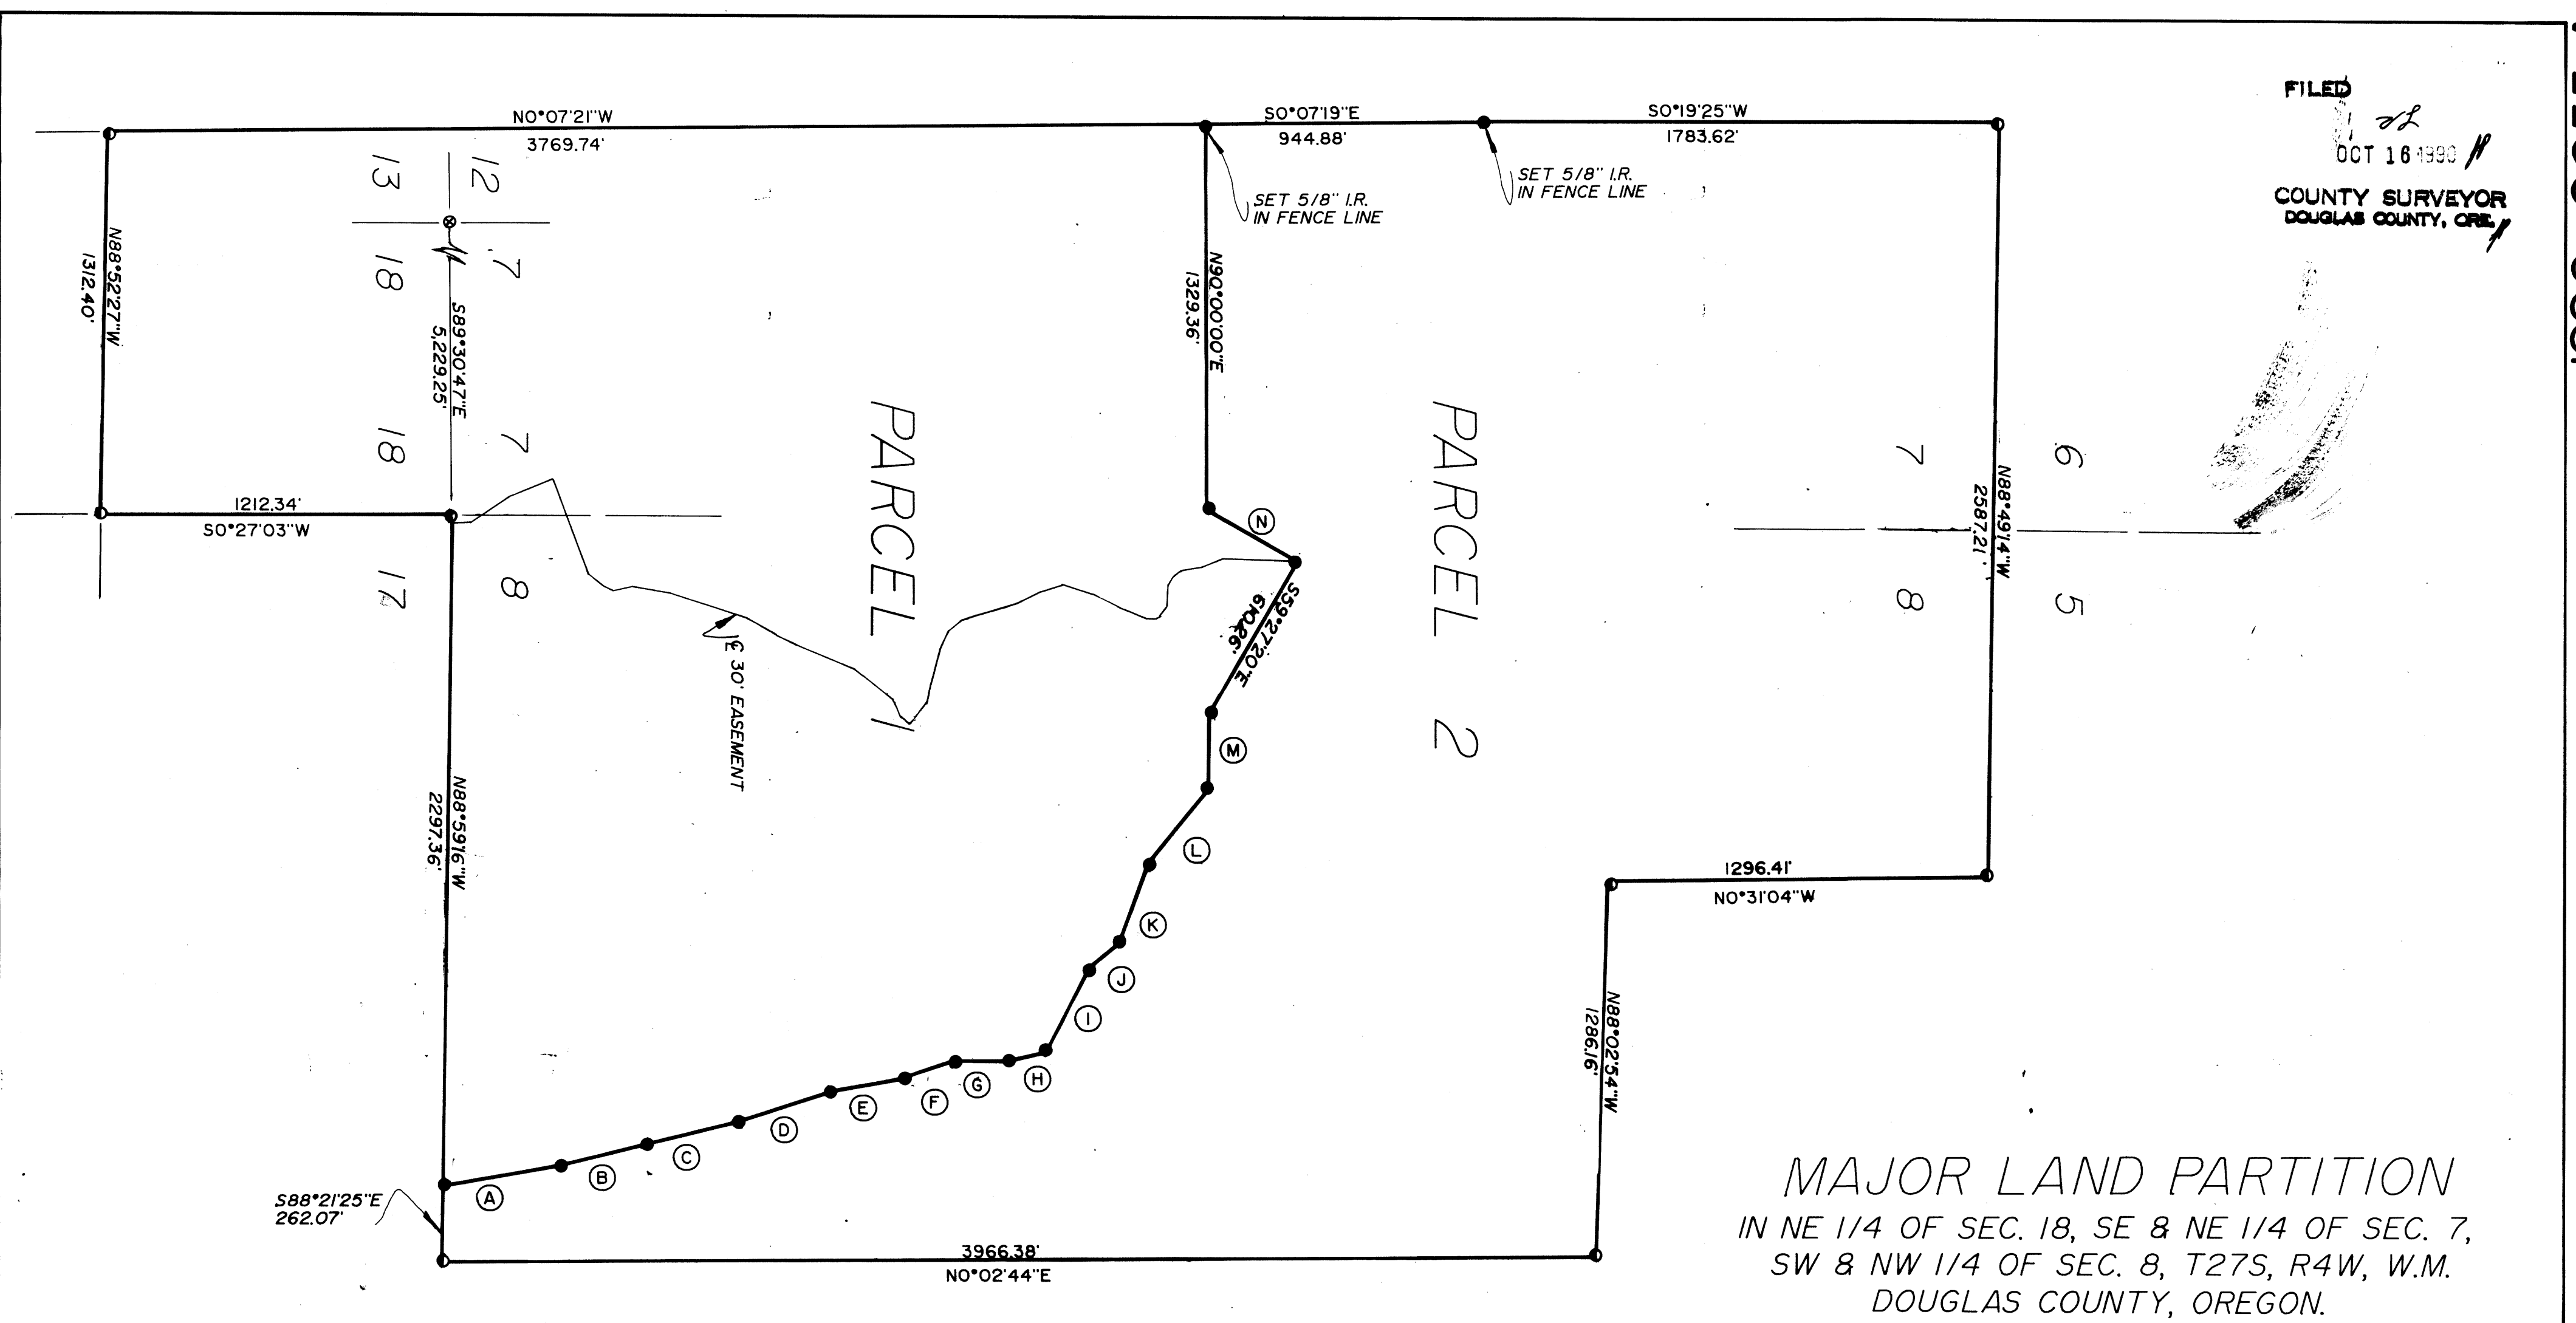 N0°07'21"W
3769.74'
S0°07'19"E
944.88'
S0°19'25"W
1783.62'
FILED
OCT 16 1990
COUNTY SURVEYOR
DOUGLAS COUNTY, ORE.
SET 5/8" I.R.
IN FENCE LINE
SET 5/8" I.R.
IN FENCE LINE
13
12
18
7
N88°52'27"W
1312.40'
S89°30'47"E
5,229.25'
N90°00'00"E
1329.36'
18
7
17
8
1212.34'
S0°27'03"W
PARCEL 1
PARCEL 2
7
6
8
5
N88°49'14"W
2587.21'
N
S59°27'20"E
℄ 30' EASEMENT
M
L
K
J
I
H
G
F
E
D
C
B
A
N88°59'16"W
2297.36'
1296.41'
N0°31'04"W
N88°02'54"W
1286.16'
S88°21'25"E
262.07'
3966.38'
N0°02'44"E
MAJOR LAND PARTITION
IN NE 1/4 OF SEC. 18, SE & NE 1/4 OF SEC. 7,
SW & NW 1/4 OF SEC. 8, T27S, R4W, W.M.
DOUGLAS COUNTY, OREGON.